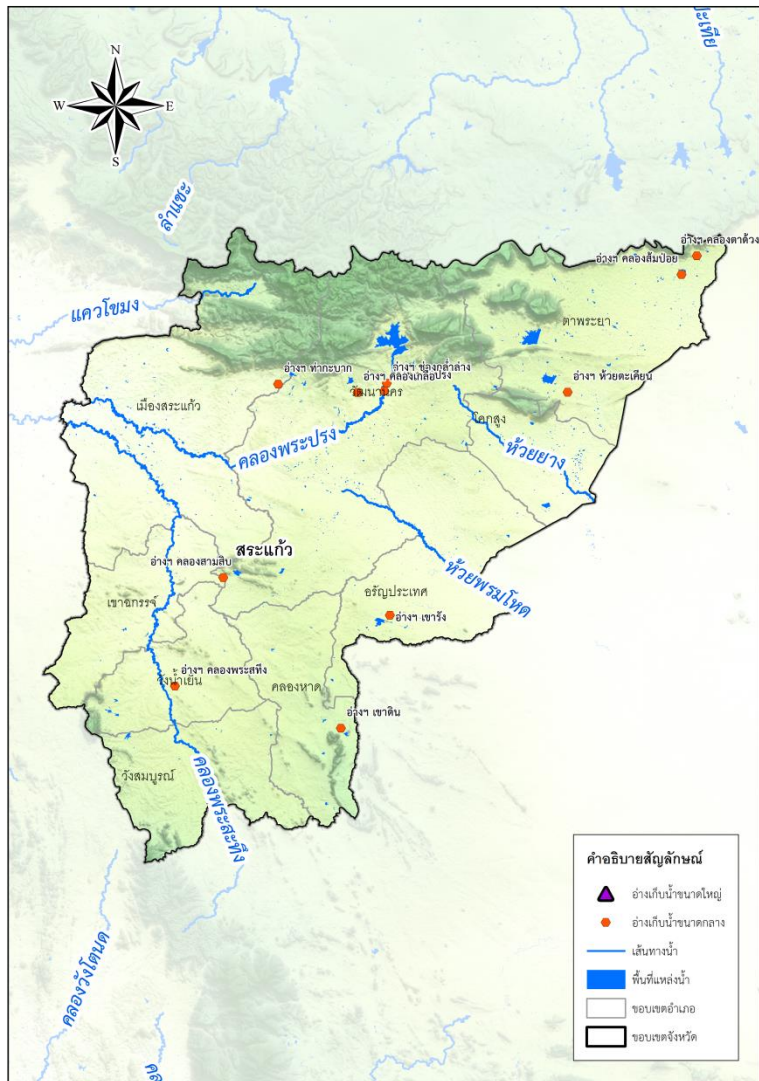 N
W
E
S
ลำแชะ
แควโขมง
อ่างฯ คลองตาด้วง
อ่างฯ คลองส้มป่อย
ตาพระยา
อ่างฯ ท่ากะบาก
อ่างฯ ช่องกล่ำล่าง
อ่างฯ คลองเกลือ
ปรง
วัฒนานคร
อ่างฯ ห้วยตะเคียน
เมืองสระแก้ว
โคกสูง
คลองพระปรง
ห้วยยาง
สระแก้ว
อ่างฯ คลองสามสิบ
ห้วยพรมโหด
อรัญประเทศ
เขาฉกรรจ์
อ่างฯ เขารัง
อ่างฯ คลองพระสทึง
วังน้ำเย็น
คลองหาด
อ่างฯ เขาดิน
วังสมบูรณ์
คลองพระสะทึง
คลองวังโตนด
คำอธิบายสัญลักษณ์
อ่างเก็บน้ำขนาดใหญ่
อ่างเก็บน้ำขนาดกลาง
เส้นทางน้ำ
พื้นที่แหล่งน้ำ
ขอบเขตอำเภอ
ขอบเขตจังหวัด